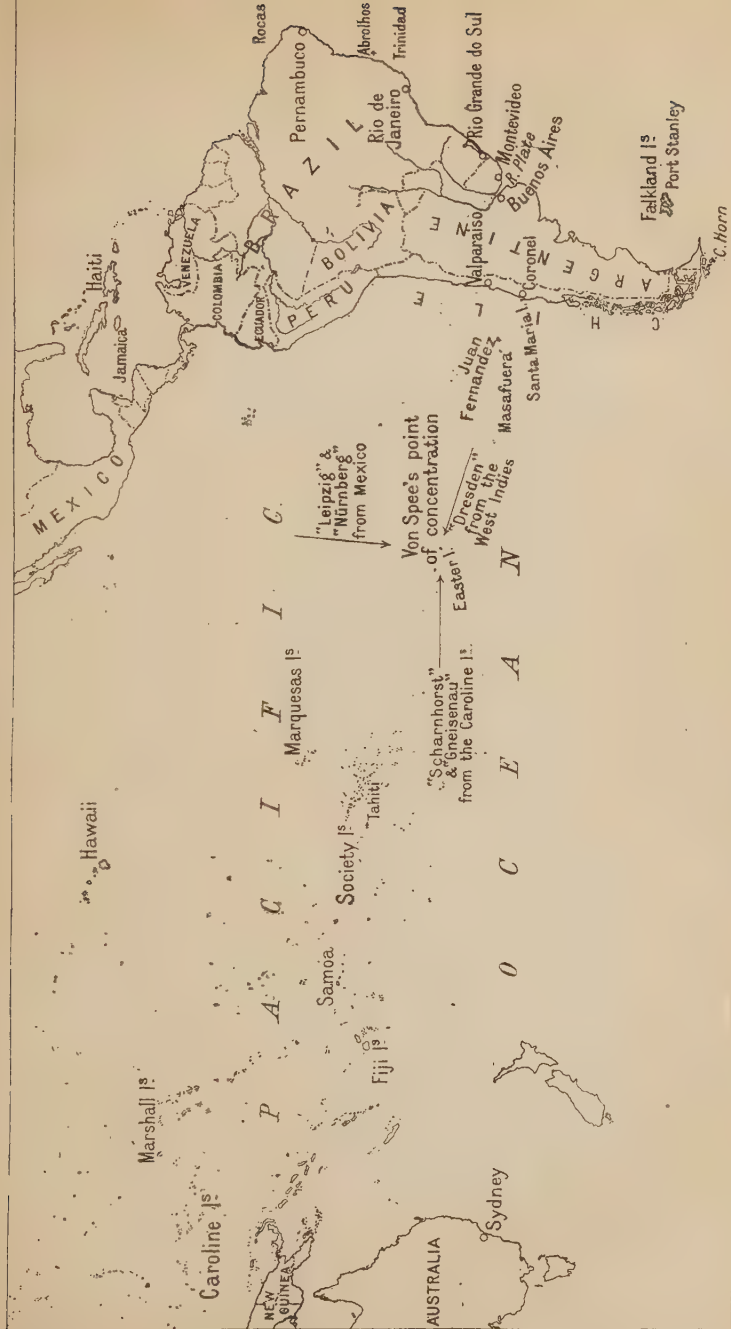 MEXICO
Haiti
Jamaica
VENEZUELA
COLOMBIA
ECUADOR
PERU
BRAZIL
BOLIVIA
Rocas
Pernambuco
Abrolhos
Trinidad
Rio de
Janeiro
Rio Grande do Sul
Montevideo
R. Plate
Buenos Aires
ARGENTINE
CHILE
Valparaiso
Coronel
Santa Maria I.
Juan
Fernandez
Masafuera
Falkland Is
Port Stanley
C. Horn
Hawaii
Marshall Is
Caroline Is
NEW
GUINEA
AUSTRALIA
Sydney
Fiji Is
Samoa
Society Is
Tahiti
Marquesas Is
PACIFIC
OCEAN
"Leipzig" &
"Nürnberg"
from Mexico
Von Spee's point
of concentration
Easter I.
"Dresden"
from the
West Indies
"Scharnhorst"
& "Gneisenau"
from the Caroline Is.